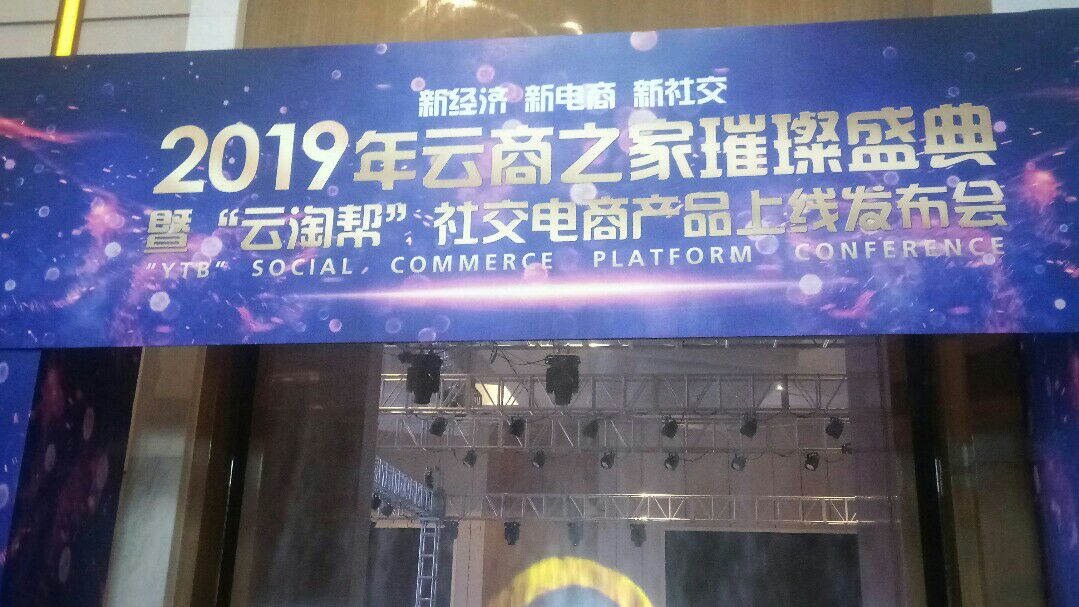 新经济 新电商 新社交
2019年云商之家璀璨盛典
暨“云淘帮”社交电商产品上线发布会
"YTB" SOCIAL COMMERCE PLATFORM CONFERENCE